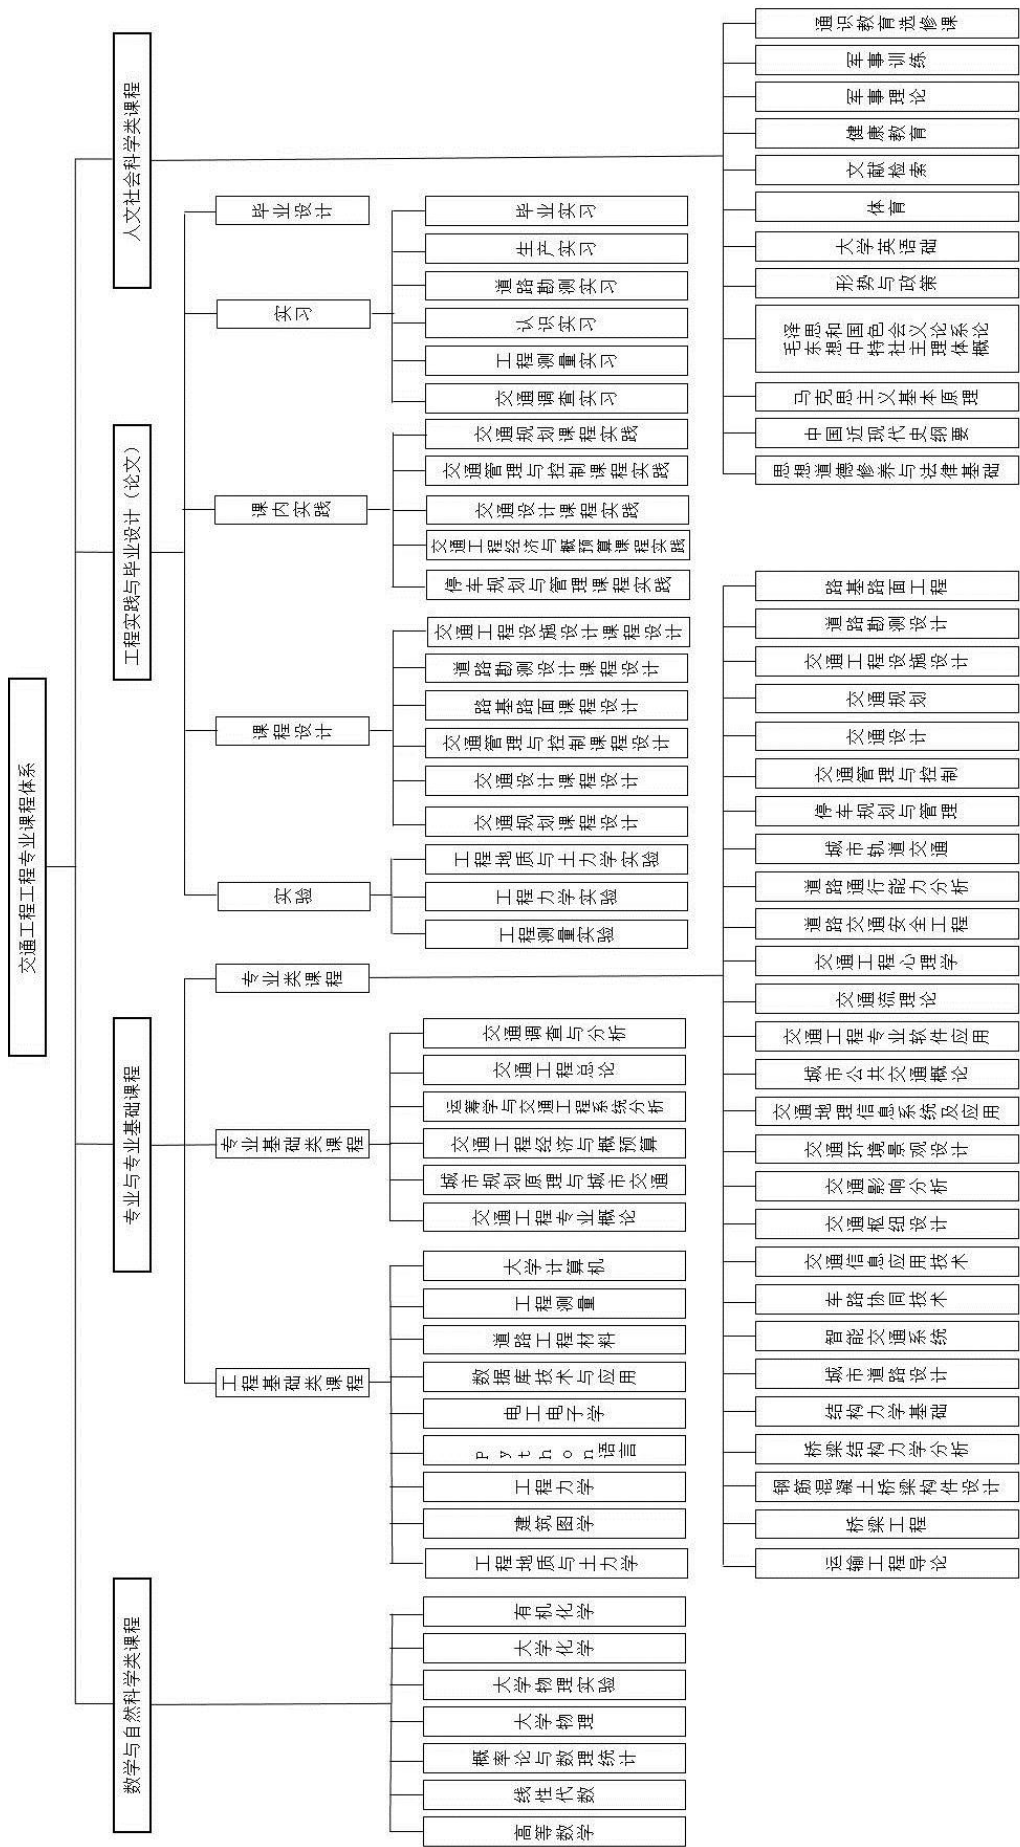 交通工程工程专业课程体系
数学与自然科学类课程
高等数学
线性代数
概率论与数理统计
大学物理
大学物理实验
大学化学
有机化学
专业与专业基础课程
工程基础类课程
工程地质与土力学
建筑图学
工程力学
Python语言
电工电子学
数据库技术与应用
道路工程材料
工程测量
大学计算机
专业基础类课程
交通工程专业概论
城市规划原理与城市交通
交通工程经济与概预算
运筹学与交通工程系统分析
交通工程总论
交通调查与分析
专业类课程
运输工程导论
桥梁工程
钢筋混凝土桥梁构件设计
桥梁结构力学分析
结构力学基础
城市道路设计
智能交通系统
车路协同技术
交通信息应用技术
交通枢纽设计
交通影响分析
交通环境景观设计
交通地理信息系统及应用
城市公共交通概论
交通工程专业软件应用
交通流理论
交通工程心理学
道路交通安全工程
道路通行能力分析
城市轨道交通
停车规划与管理
交通管理与控制
交通设计
交通规划
交通工程设施设计
道路勘测设计
路基路面工程
工程实践与毕业设计（论文）
实验
工程测量实验
工程力学实验
工程地质与土力学实验
课程设计
交通规划课程设计
交通设计课程设计
交通管理与控制课程设计
路基路面课程设计
道路勘测设计课程设计
交通工程设施设计课程设计
课内实践
停车规划与管理课程实践
交通工程经济与概预算课程实践
交通设计课程实践
交通管理与控制课程实践
交通规划课程实践
实习
交通调查实习
工程测量实习
认识实习
道路勘测实习
生产实习
毕业实习
毕业设计
人文社会科学类课程
思想道德修养与法律基础
中国近现代史纲要
马克思主义基本原理
毛泽
东思
想和
中国
特色
社会
主义
理论
体系
概论
形势与政策
大学英语础
体育
文献检索
健康教育
军事理论
军事训练
通识教育选修课